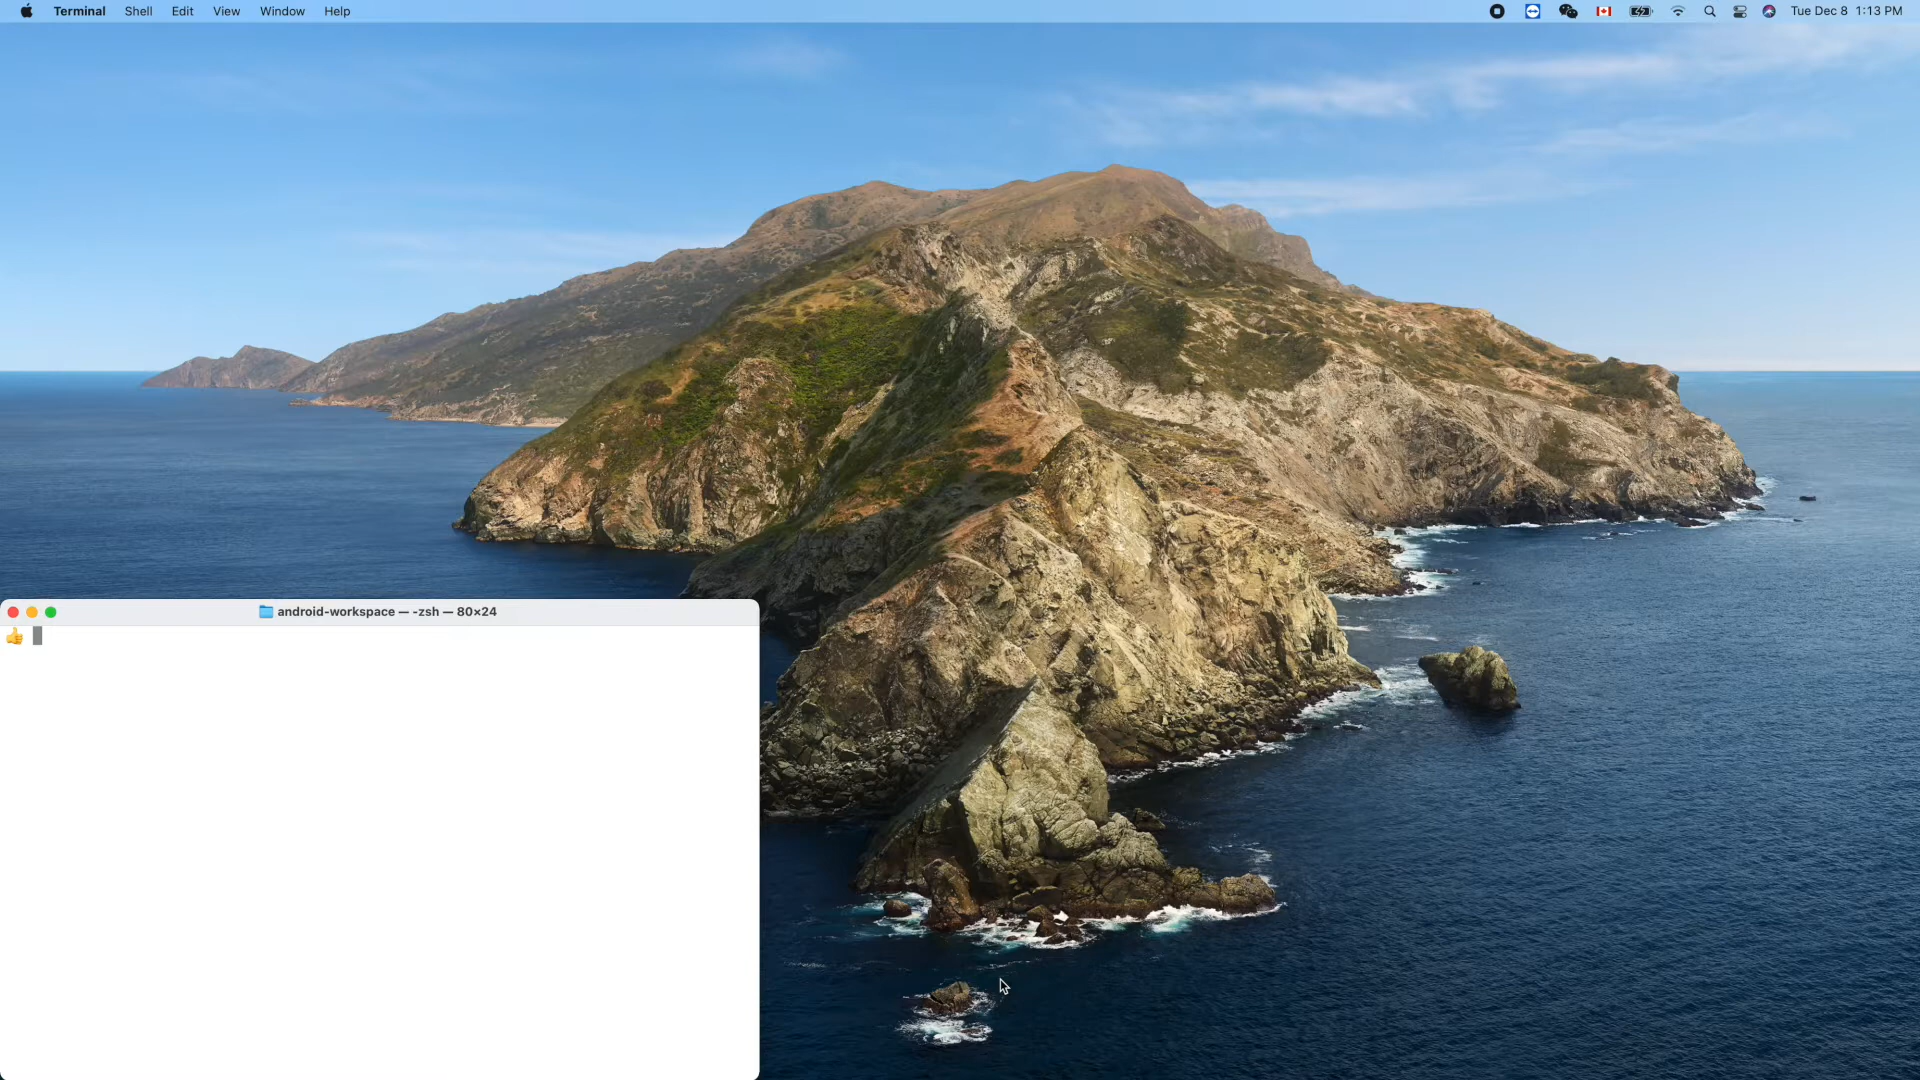 Terminal Shell Edit View Window Help Tue Dec 8 1:13 PM
android-workspace — -zsh — 80×24
👍